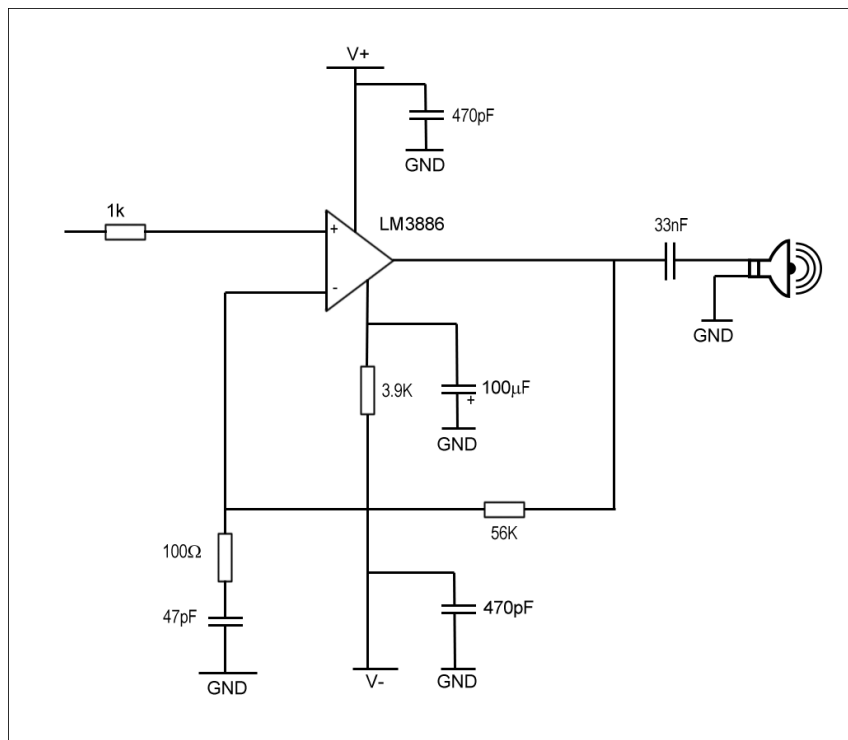 V+
470pF
GND
1k
LM3886
33nF
+
-
GND
3.9K
100μF
+
GND
56K
100Ω
47pF
470pF
GND
V-
GND